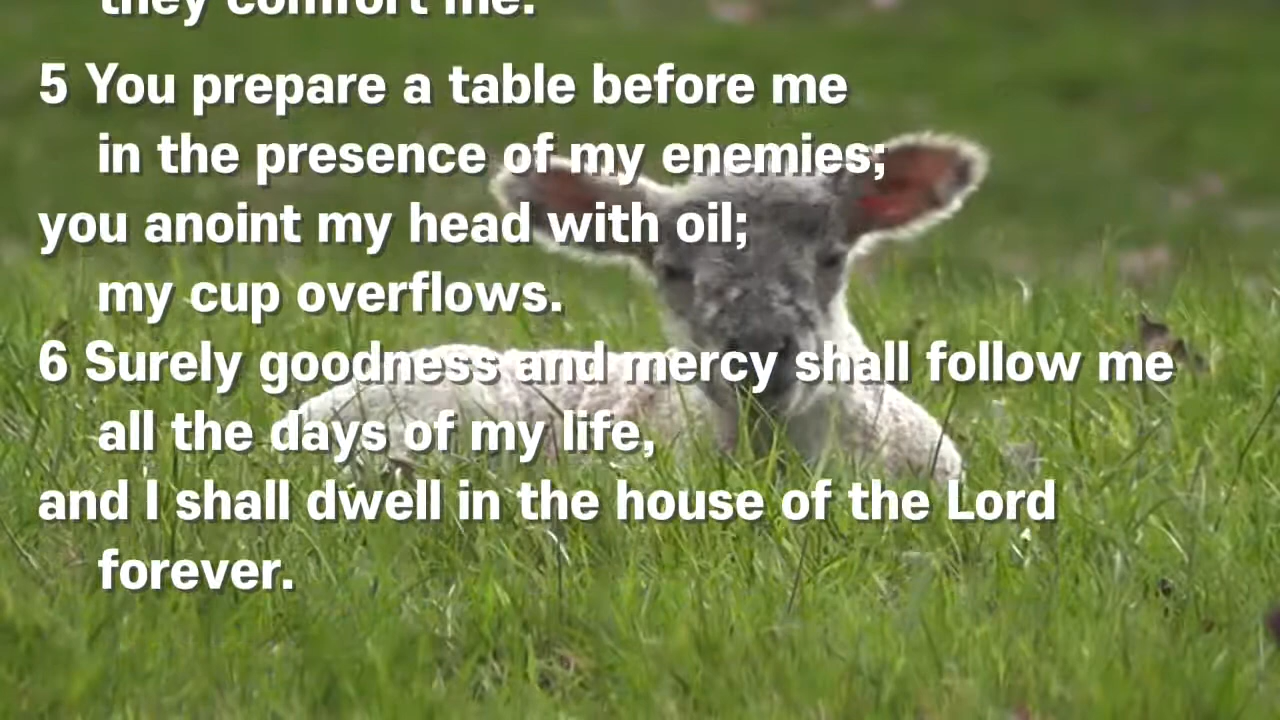 they comfort me.
5 You prepare a table before me
in the presence of my enemies;
you anoint my head with oil;
my cup overflows.
6 Surely goodness and mercy shall follow me
all the days of my life,
and I shall dwell in the house of the Lord
forever.